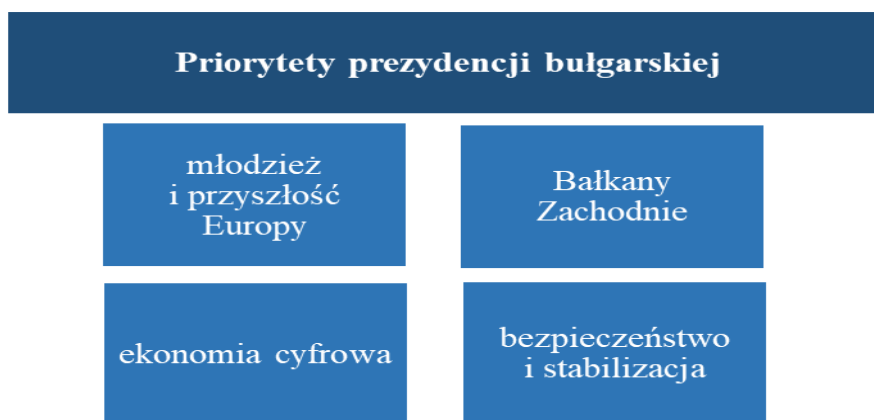 Priorytety prezydencji bułgarskiej
młodzież
i przyszłość
Europy
Bałkany
Zachodnie
ekonomia cyfrowa
bezpieczeństwo
i stabilizacja